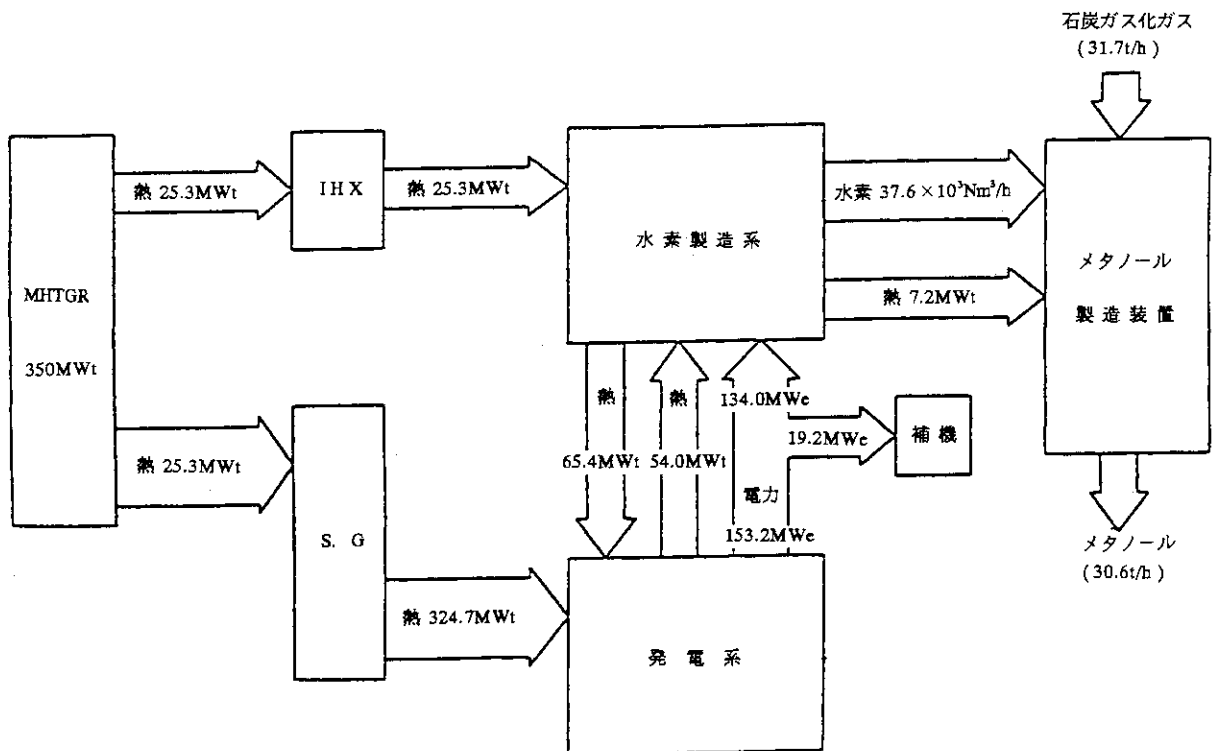 石炭ガス化ガス
(31.7t/h)
MHTGR
350MWt
熱 25.3MWt
IHX
熱 25.3MWt
水素製造系
水素 37.6×10³Nm³/h
熱 7.2MWt
メタノール
製造装置
熱 25.3MWt
S. G
熱 324.7MWt
熱
65.4MWt
熱
54.0MWt
134.0MWe
19.2MWe
電力
153.2MWe
補機
発電系
メタノール
(30.6t/h)